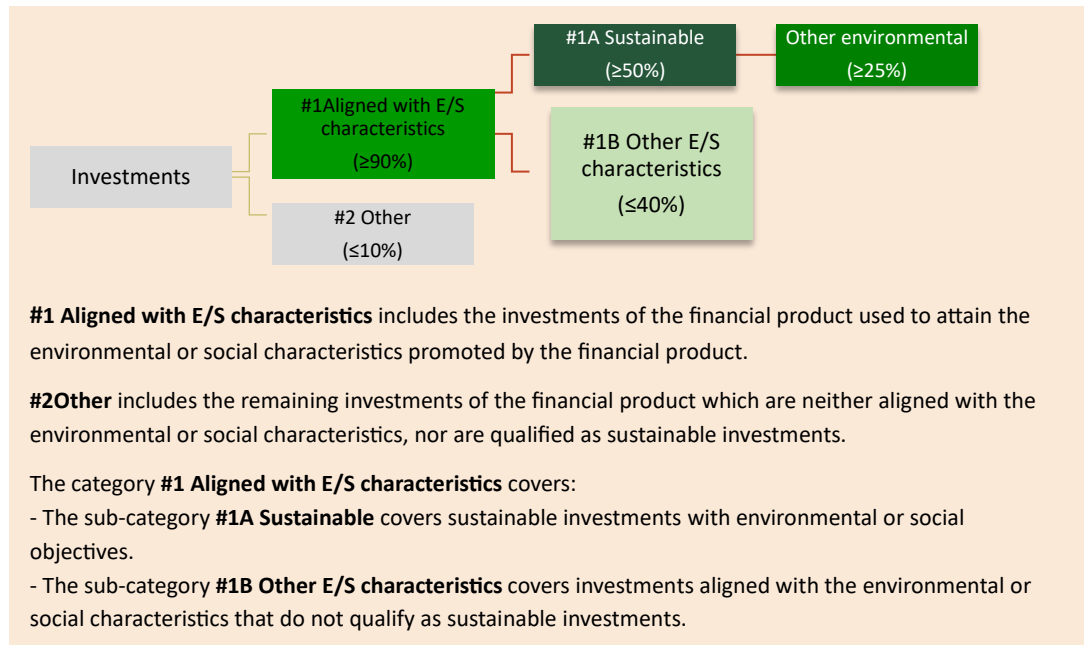 #1A Sustainable
(≥50%)
Other environmental
(≥25%)
#1Aligned with E/S
characteristics
(≥90%)
#1B Other E/S
characteristics
(≤40%)
Investments
#2 Other
(≤10%)
#1 Aligned with E/S characteristics includes the investments of the financial product used to attain the
environmental or social characteristics promoted by the financial product.
#2Other includes the remaining investments of the financial product which are neither aligned with the
environmental or social characteristics, nor are qualified as sustainable investments.
The category #1 Aligned with E/S characteristics covers:
- The sub-category #1A Sustainable covers sustainable investments with environmental or social
objectives.
- The sub-category #1B Other E/S characteristics covers investments aligned with the environmental or
social characteristics that do not qualify as sustainable investments.